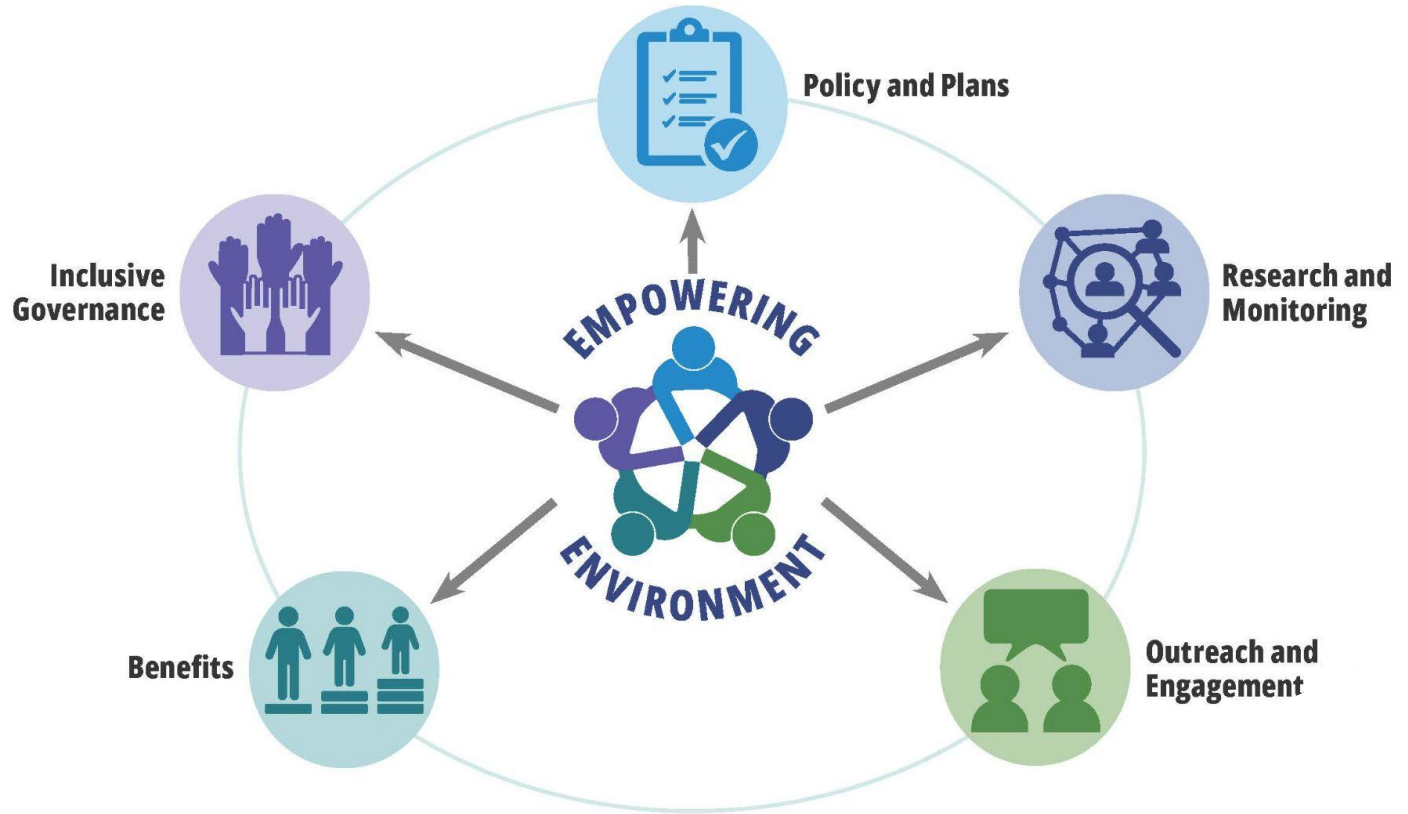 Policy and Plans
Inclusive
Governance
Research and
Monitoring
EMPOWERING
ENVIRONMENT
Benefits
Outreach and
Engagement